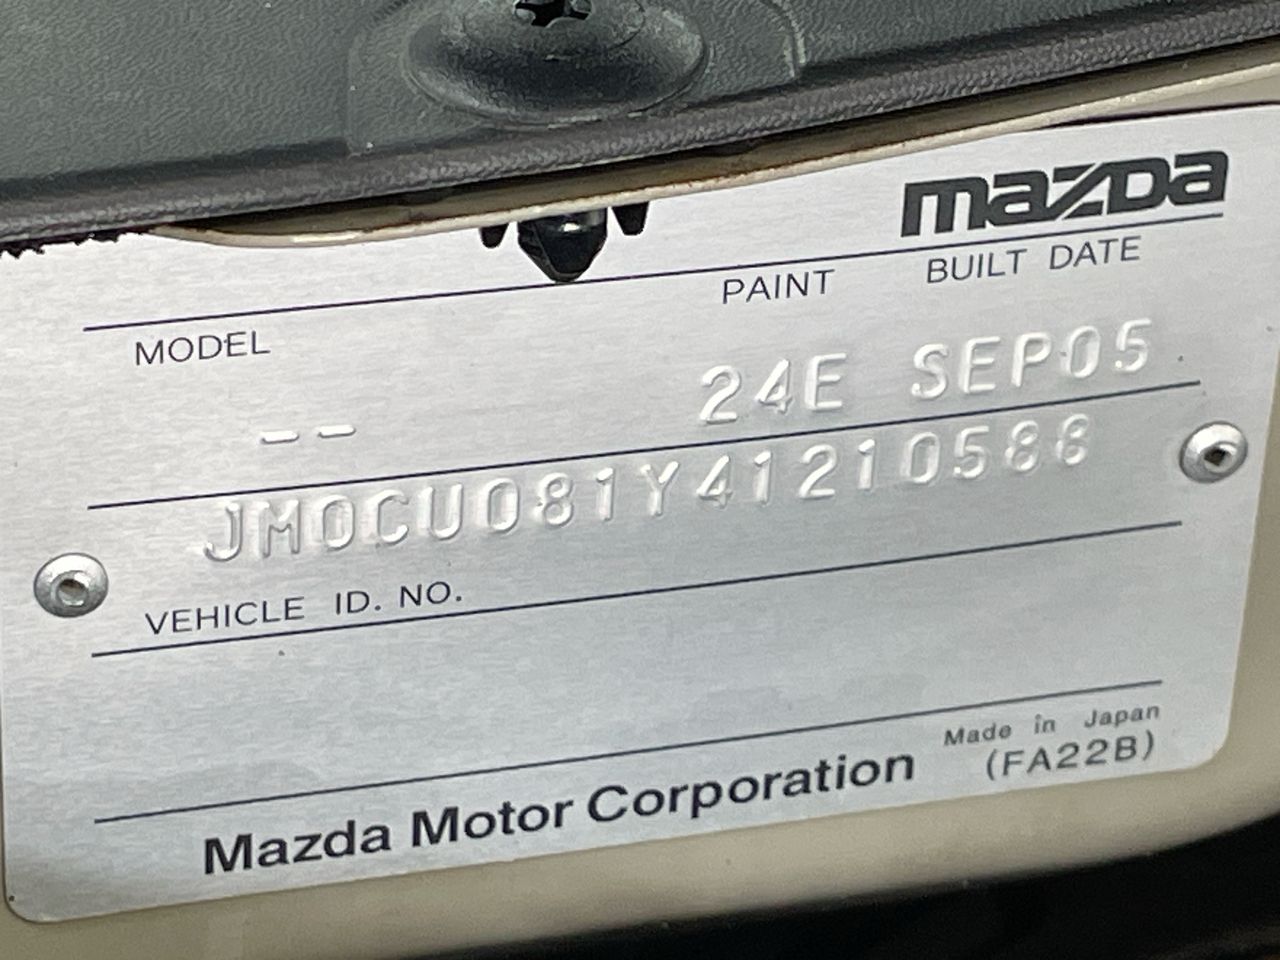 mazda
MODEL PAINT BUILT DATE
-- 24E SEP05
JM0CU081Y41210588
VEHICLE ID. NO.
Made in Japan
Mazda Motor Corporation (FA22B)